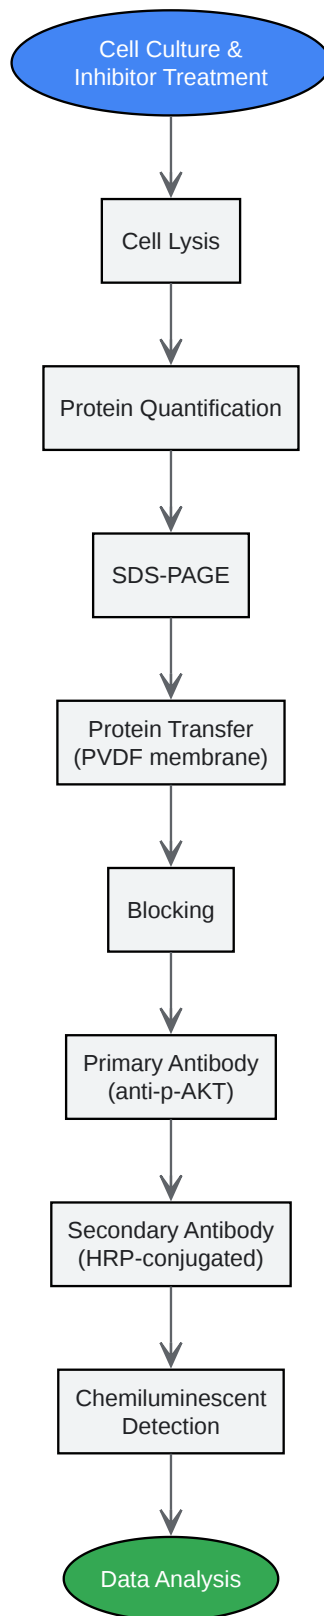 Cell Culture &
Inhibitor Treatment
Cell Lysis
Protein Quantification
SDS-PAGE
Protein Transfer
(PVDF membrane)
Blocking
Primary Antibody
(anti-p-AKT)
Secondary Antibody
(HRP-conjugated)
Chemiluminescent
Detection
Data Analysis